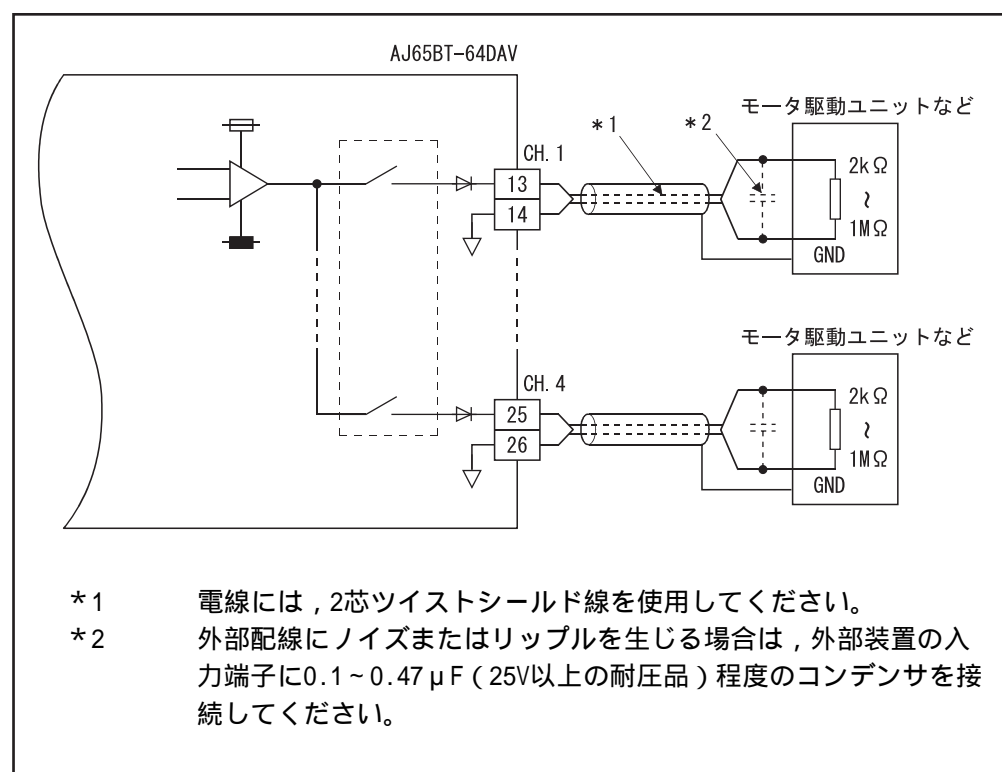 AJ65BT-64DAV
モータ駆動ユニットなど
*1
*2
CH. 1
13
14
2kΩ
~
1MΩ
GND
モータ駆動ユニットなど
CH. 4
25
26
2kΩ
~
1MΩ
GND
*1 電線には，2芯ツイストシールド線を使用してください。
*2 外部配線にノイズまたはリップルを生じる場合は，外部装置の入
力端子に0.1~0.47μF（25V以上の耐圧品）程度のコンデンサを接
続してください。